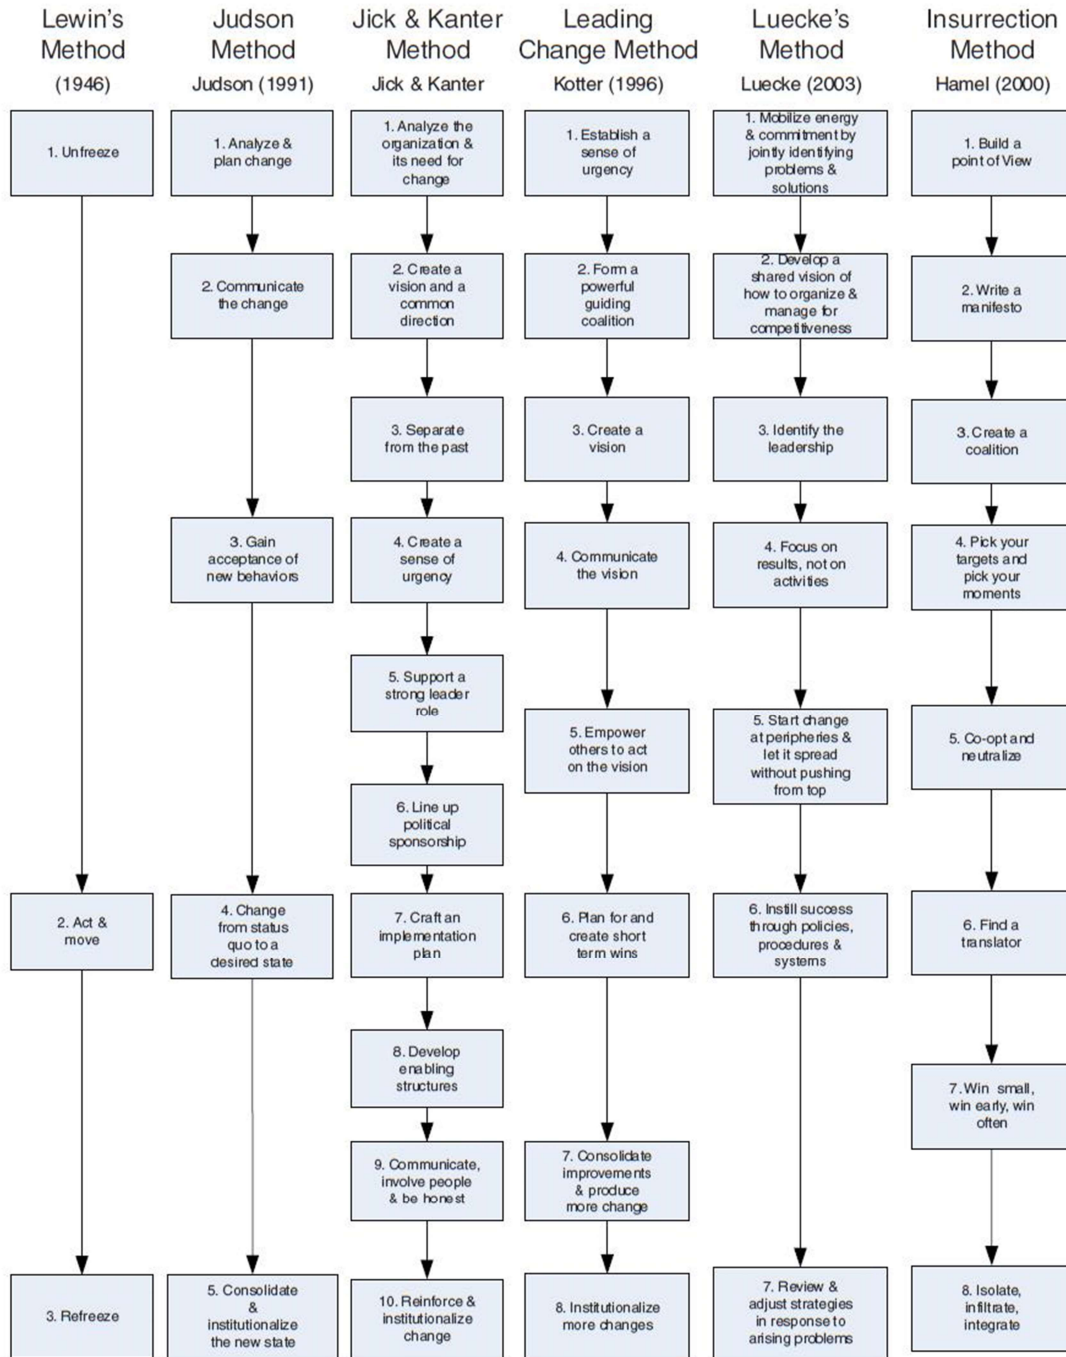 Lewin's
Method
(1946)
1. Unfreeze
2. Act &
move
3. Refreeze
Judson
Method
Judson (1991)
1. Analyze &
plan change
2. Communicate
the change
3. Gain
acceptance of
new behaviors
4. Change
from status
quo to a
desired state
5. Consolidate
&
institutionalize
the new state
Jick & Kanter
Method
Jick & Kanter
1. Analyze the
organization &
its need for
change
2. Create a
vision and a
common
direction
3. Separate
from the past
4. Create a
sense of
urgency
5. Support a
strong leader
role
6. Line up
political
sponsorship
7. Craft an
implementation
plan
8. Develop
enabling
structures
9. Communicate,
involve people
& be honest
10. Reinforce &
institutionalize
change
Leading
Change Method
Kotter (1996)
1. Establish a
sense of
urgency
2. Form a
powerful
guiding
coalition
3. Create a
vision
4. Communicate
the vision
5. Empower
others to act
on the vision
6. Plan for and
create short
term wins
7. Consolidate
improvements
& produce
more change
8. Institutionalize
more changes
Luecke's
Method
Luecke (2003)
1. Mobilize energy
& commitment by
jointly identifying
problems &
solutions
2. Develop a
shared vision of
how to organize &
manage for
competitiveness
3. Identify the
leadership
4. Focus on
results, not on
activities
5. Start change
at peripheries &
let it spread
without pushing
from top
6. Instill success
through policies,
procedures &
systems
7. Review &
adjust strategies
in response to
arising problems
Insurrection
Method
Hamel (2000)
1. Build a
point of View
2. Write a
manifesto
3. Create a
coalition
4. Pick your
targets and
pick your
moments
5. Co-opt and
neutralize
6. Find a
translator
7. Win small,
win early, win
often
8. Isolate,
infiltrate,
integrate